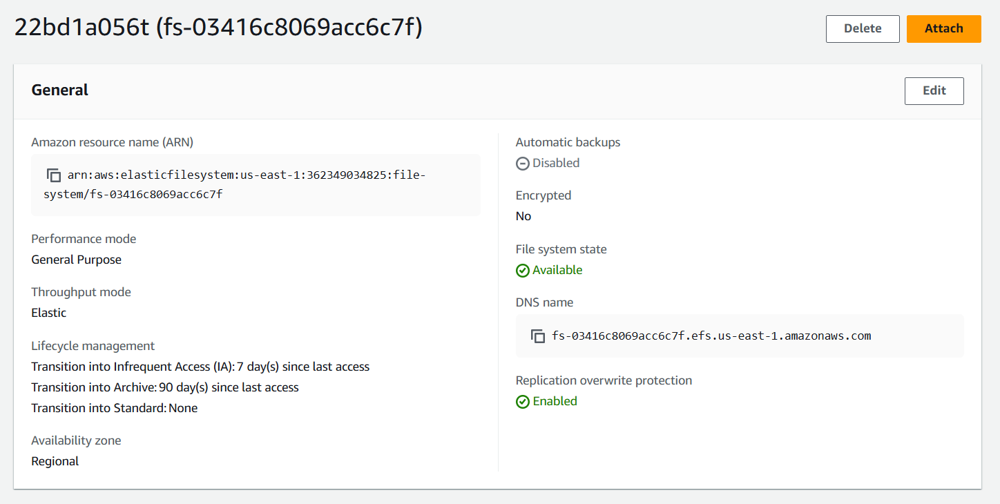 22bd1a056t (fs-03416c8069acc6c7f)
Delete
Attach
General
Edit
Amazon resource name (ARN)
arn:aws:elasticfilesystem:us-east-1:362349034825:file-
system/fs-03416c8069acc6c7f
Performance mode
General Purpose
Throughput mode
Elastic
Lifecycle management
Transition into Infrequent Access (IA): 7 day(s) since last access
Transition into Archive: 90 day(s) since last access
Transition into Standard: None
Availability zone
Regional
Automatic backups
Disabled
Encrypted
No
File system state
Available
DNS name
fs-03416c8069acc6c7f.efs.us-east-1.amazonaws.com
Replication overwrite protection
Enabled